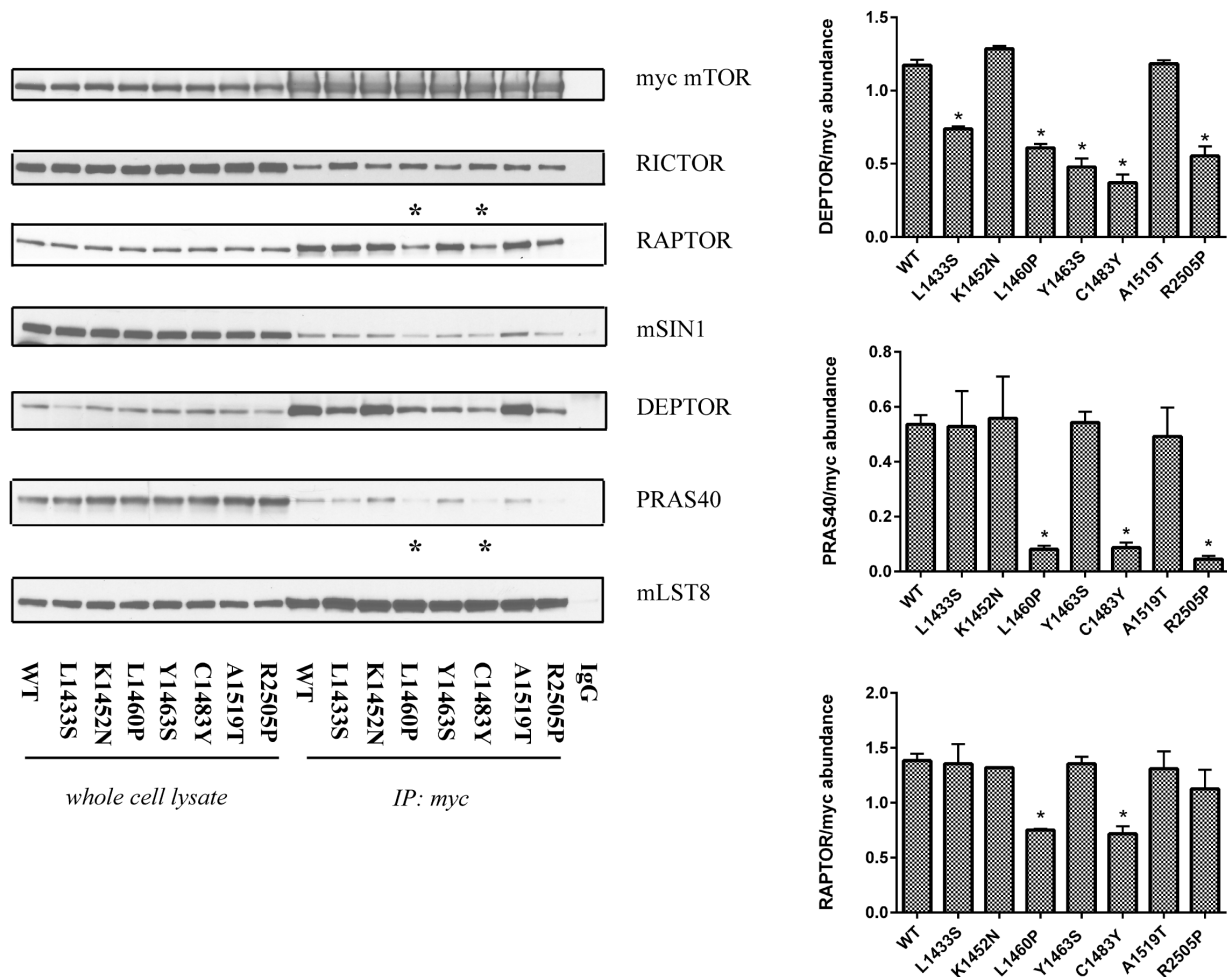 myc mTOR
RICTOR
* *
RAPTOR
mSIN1
DEPTOR
PRAS40
* *
mLST8
WT
L1433S
K1452N
L1460P
Y1463S
C1483Y
A1519T
R2505P
WT
L1433S
K1452N
L1460P
Y1463S
C1483Y
A1519T
R2505P
IgG
whole cell lysate
IP: myc
DEPTOR/myc abundance
1.5
1.0
0.5
0.0
* * * * *
WT
L1433S
K1452N
L1460P
Y1463S
C1483Y
A1519T
R2505P
PRAS40/myc abundance
0.8
0.6
0.4
0.2
0.0
* * *
WT
L1433S
K1452N
L1460P
Y1463S
C1483Y
A1519T
R2505P
RAPTOR/myc abundance
2.0
1.5
1.0
0.5
0.0
* *
WT
L1433S
K1452N
L1460P
Y1463S
C1483Y
A1519T
R2505P